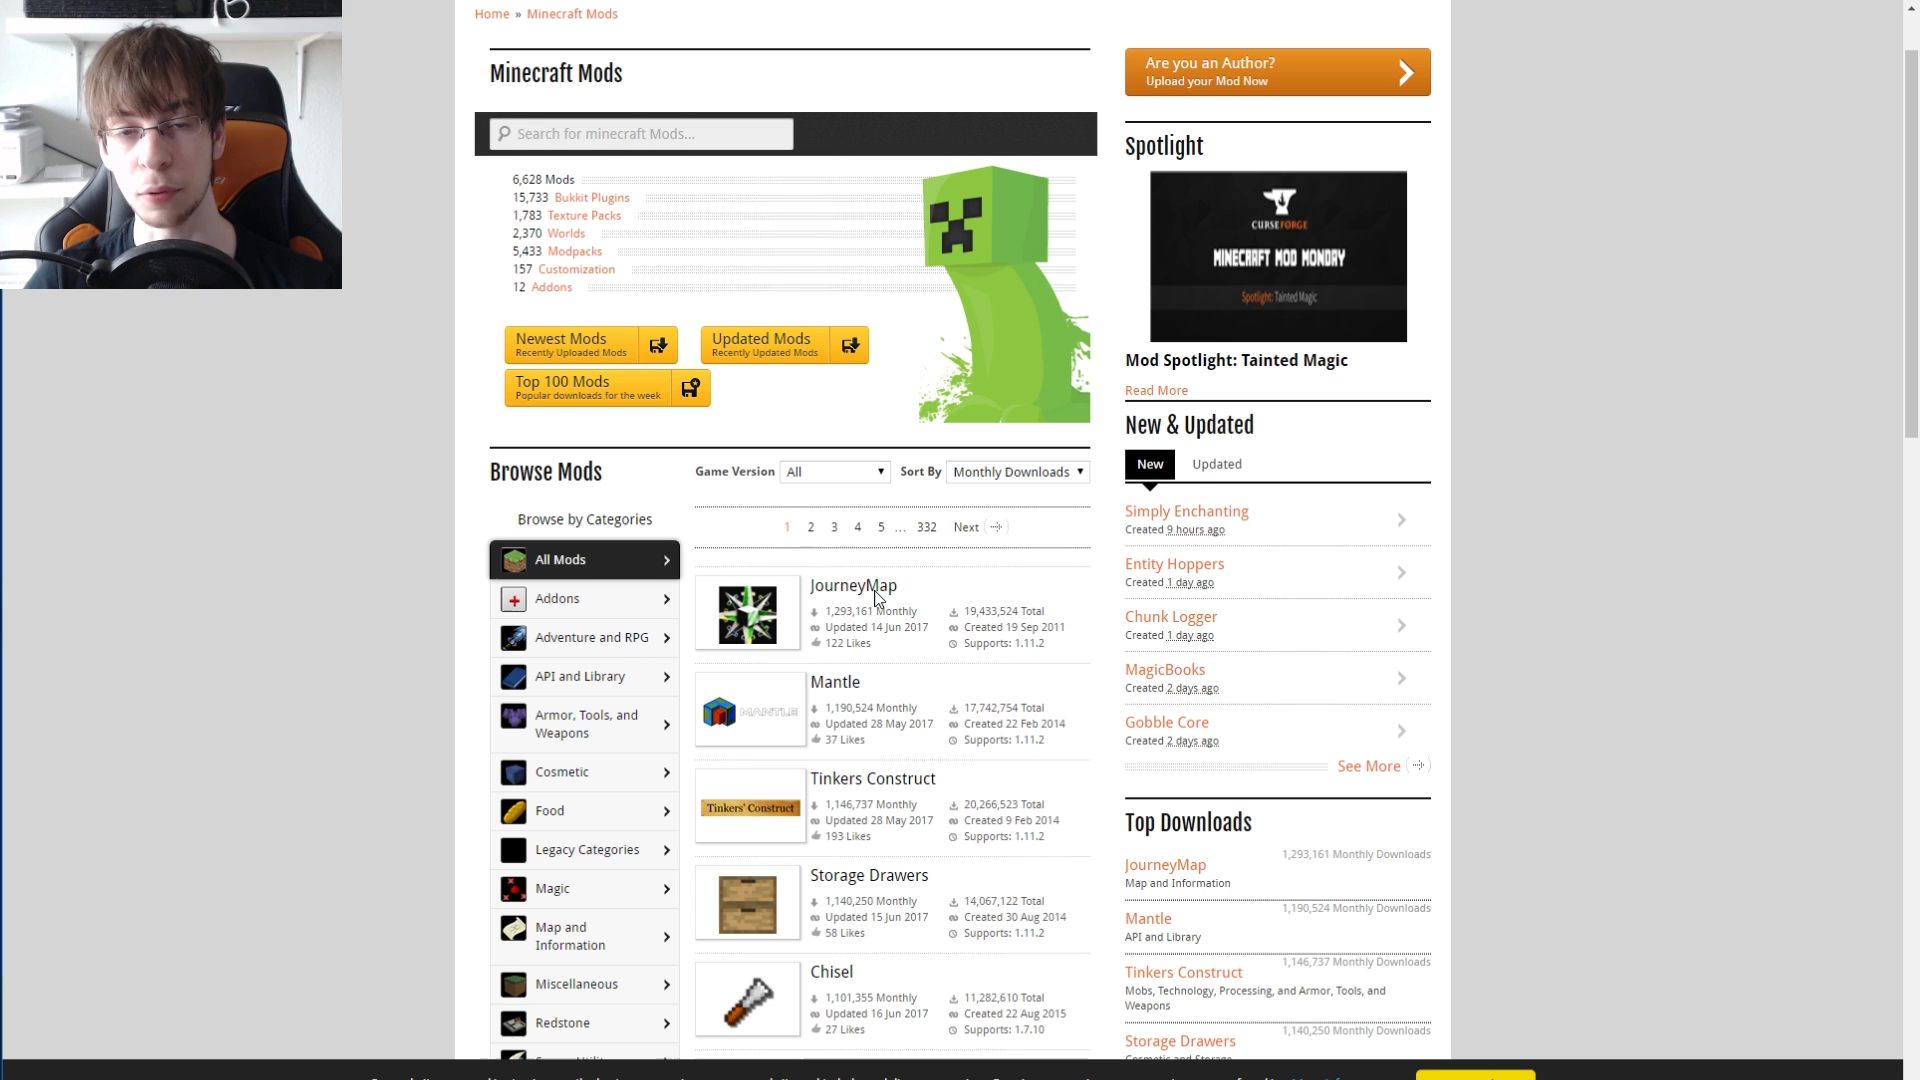 Home » Minecraft Mods
Minecraft Mods
Search for minecraft Mods...
6,628 Mods
15,733 Bukkit Plugins
1,783 Texture Packs
2,370 Worlds
5,433 Modpacks
157 Customization
12 Addons
Newest Mods
Recently Uploaded Mods
Updated Mods
Recently Updated Mods
Top 100 Mods
Popular downloads for the week
Browse Mods
Browse by Categories
All Mods
Addons
Adventure and RPG
API and Library
Armor, Tools, and
Weapons
Cosmetic
Food
Legacy Categories
Magic
Map and
Information
Miscellaneous
Redstone
Game Version All Sort By Monthly Downloads
1 2 3 4 5 ... 332 Next
JourneyMap
1,293,161 Monthly 19,433,524 Total
Updated 14 Jun 2017 Created 19 Sep 2011
122 Likes Supports: 1.11.2
MANTLE
Mantle
1,190,524 Monthly 17,742,754 Total
Updated 28 May 2017 Created 22 Feb 2014
37 Likes Supports: 1.11.2
Tinkers' Construct
Tinkers Construct
1,146,737 Monthly 20,266,523 Total
Updated 28 May 2017 Created 9 Feb 2014
193 Likes Supports: 1.11.2
Storage Drawers
1,140,250 Monthly 14,067,122 Total
Updated 15 Jun 2017 Created 30 Aug 2014
58 Likes Supports: 1.11.2
Chisel
1,101,355 Monthly 11,282,610 Total
Updated 16 Jun 2017 Created 22 Aug 2015
27 Likes Supports: 1.7.10
Are you an Author?
Upload your Mod Now
Spotlight
CURSEFORGE
MINECRAFT MOD MONDAY
Spotlight: Tainted Magic
Mod Spotlight: Tainted Magic
Read More
New & Updated
New Updated
Simply Enchanting
Created 9 hours ago
Entity Hoppers
Created 1 day ago
Chunk Logger
Created 1 day ago
MagicBooks
Created 2 days ago
Gobble Core
Created 2 days ago
See More
Top Downloads
1,293,161 Monthly Downloads
JourneyMap
Map and Information
1,190,524 Monthly Downloads
Mantle
API and Library
1,146,737 Monthly Downloads
Tinkers Construct
Mobs, Technology, Processing, and Armor, Tools, and
Weapons
1,140,250 Monthly Downloads
Storage Drawers
Cosmetic and Storage